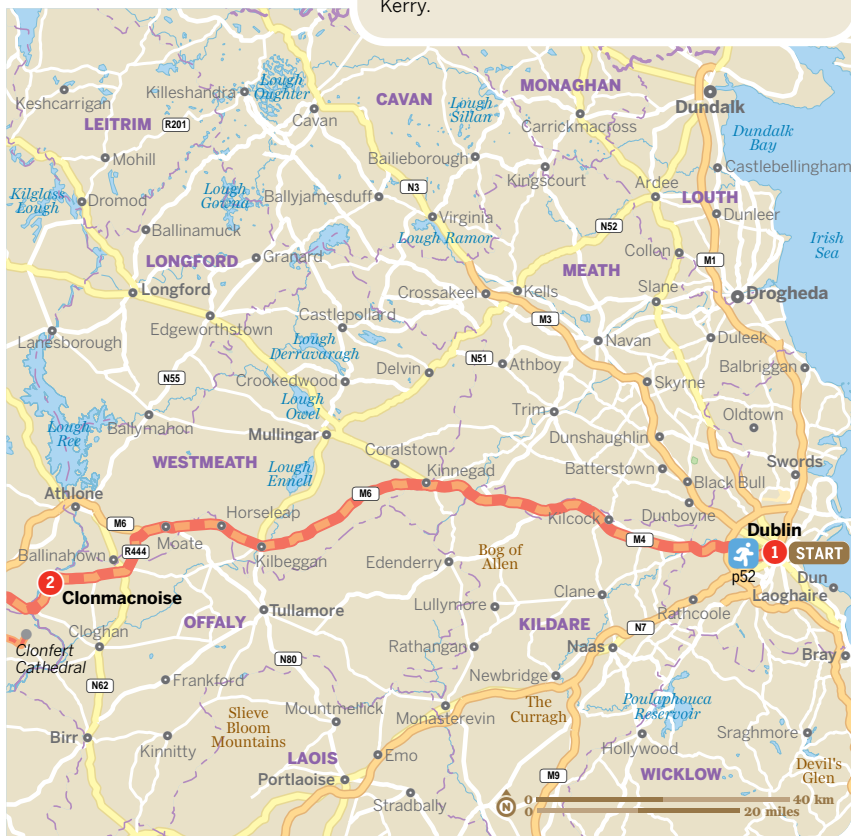 Kerry.
Keshcarrigan
Killeshandra
Lough
Oughter
Cavan
CAVAN
Lough
Sillan
MONAGHAN
Carrickmacross
Dundalk
Dundalk
Bay
LEITRIM
R201
Mohill
Bailieborough
Kingscourt
Castlebellingham
Kilglass
Lough
Dromod
Lough
Gowna
Ballyjamesduff
N3
Virginia
Lough Ramor
Ardee
LOUTH
Dunleer
N52
Ballinamuck
Irish
Sea
LONGFORD
Granard
Collon
M1
MEATH
Longford
Crossakeel
Kells
Slane
Drogheda
Edgeworthstown
Castlepollard
M3
Lanesborough
Lough
Derravaragh
Navan
Duleek
N51
Athboy
Balbriggan
N55
Crookedwood
Delvin
Skyrne
Lough
Owel
Trim
Oldtown
Lough
Ree
Ballymahon
Mullingar
Dunshaughlin
Coralstown
WESTMEATH
Batterstown
Swords
Lough
Ennell
Kinnegad
Black Bull
Athlone
M6
M6
Horseleap
Kilcock
Dunboyne
Dublin
Moate
M4
1
START
Ballinahown
R444
Kilbeggan
Bog of
Allen
Edenderry
p52
2
Clonmacnoise
Clane
Dun
Laoghaire
Tullamore
Lullymore
Rathcoole
OFFALY
KILDARE
N7
Cloghan
Clonfert
Cathedral
Rathangan
Naas
Bray
N80
N62
Frankford
Newbridge
Mountmellick
The
Curragh
Poulaphouca
Reservoir
Slieve
Bloom
Mountains
Monasterevin
Birr
Kinnitty
Hollywood
Sraghmore
LAOIS
Emo
Devil's
Glen
Portlaoise
M9
WICKLOW
Stradbally
N
0
40 km
0
20 miles